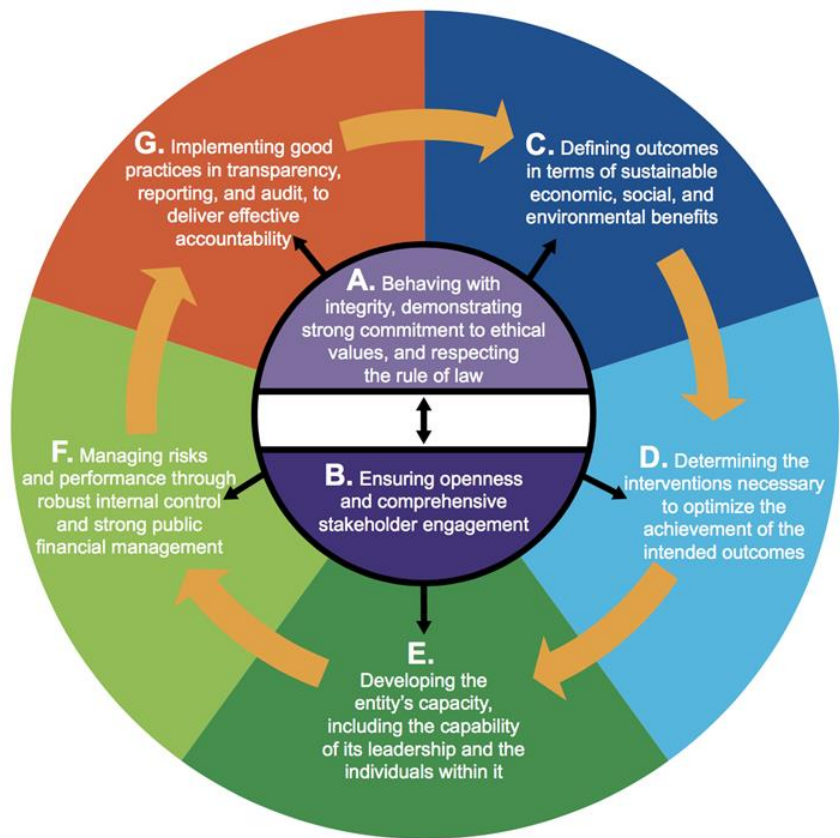 G. Implementing good
practices in transparency,
reporting, and audit, to
deliver effective
accountability
C. Defining outcomes
in terms of sustainable
economic, social, and
environmental benefits
A. Behaving with
integrity, demonstrating
strong commitment to ethical
values, and respecting
the rule of law
F. Managing risks
and performance through
robust internal control
and strong public
financial management
B. Ensuring openness
and comprehensive
stakeholder engagement
D. Determining the
interventions necessary
to optimize the
achievement of the
intended outcomes
E.
Developing the
entity's capacity,
including the capability
of its leadership and the
individuals within it